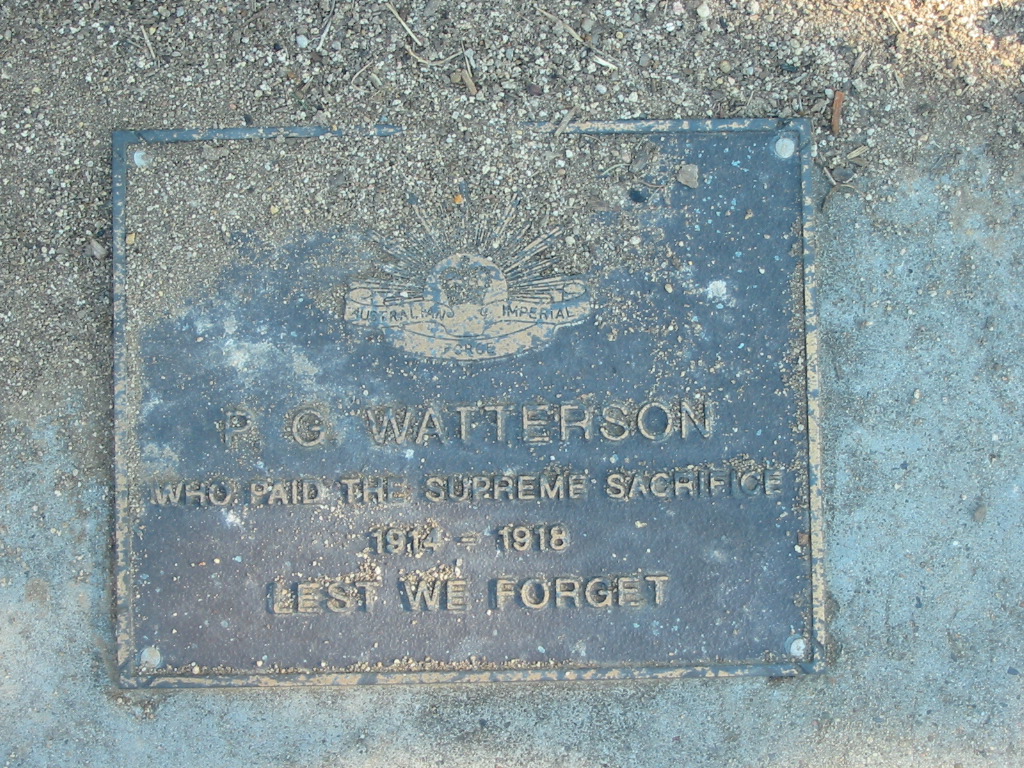 AUSTRALIAN IMPERIAL
FORCE
P. G. WATTERSON
WHO PAID THE SUPREME SACRIFICE
1914 - 1918
LEST WE FORGET